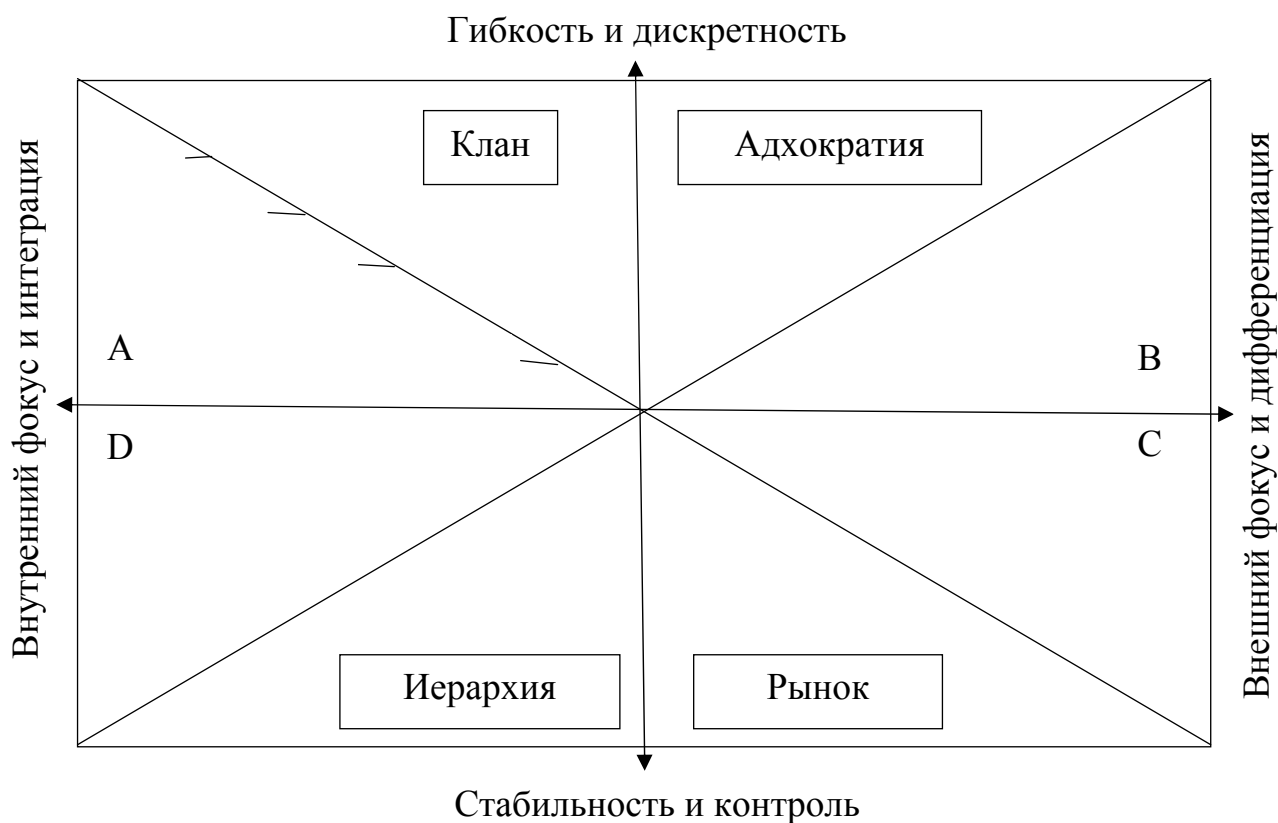 Гибкость и дискретность
Клан
Адхократия
Внутренний фокус и интеграция
Внешний фокус и дифференциация
A
B
D
C
Иерархия
Рынок
Стабильность и контроль